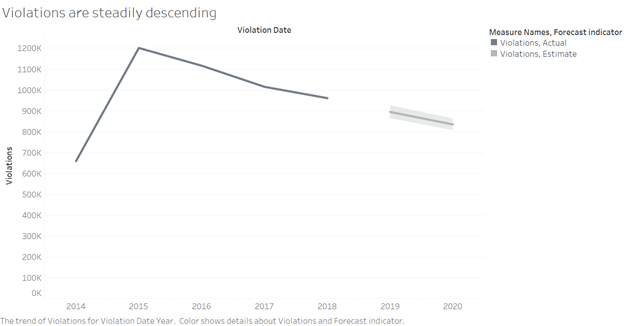 Violations are steadily descending
Violation Date
Measure Names, Forecast indicator
Violations, Actual
Violations, Estimate
1200K
1100K
1000K
900K
800K
700K
600K
500K
400K
300K
200K
100K
0K
Violations
2014 2015 2016 2017 2018 2019 2020
The trend of Violations for Violation Date Year. Color shows details about Violations and Forecast indicator.